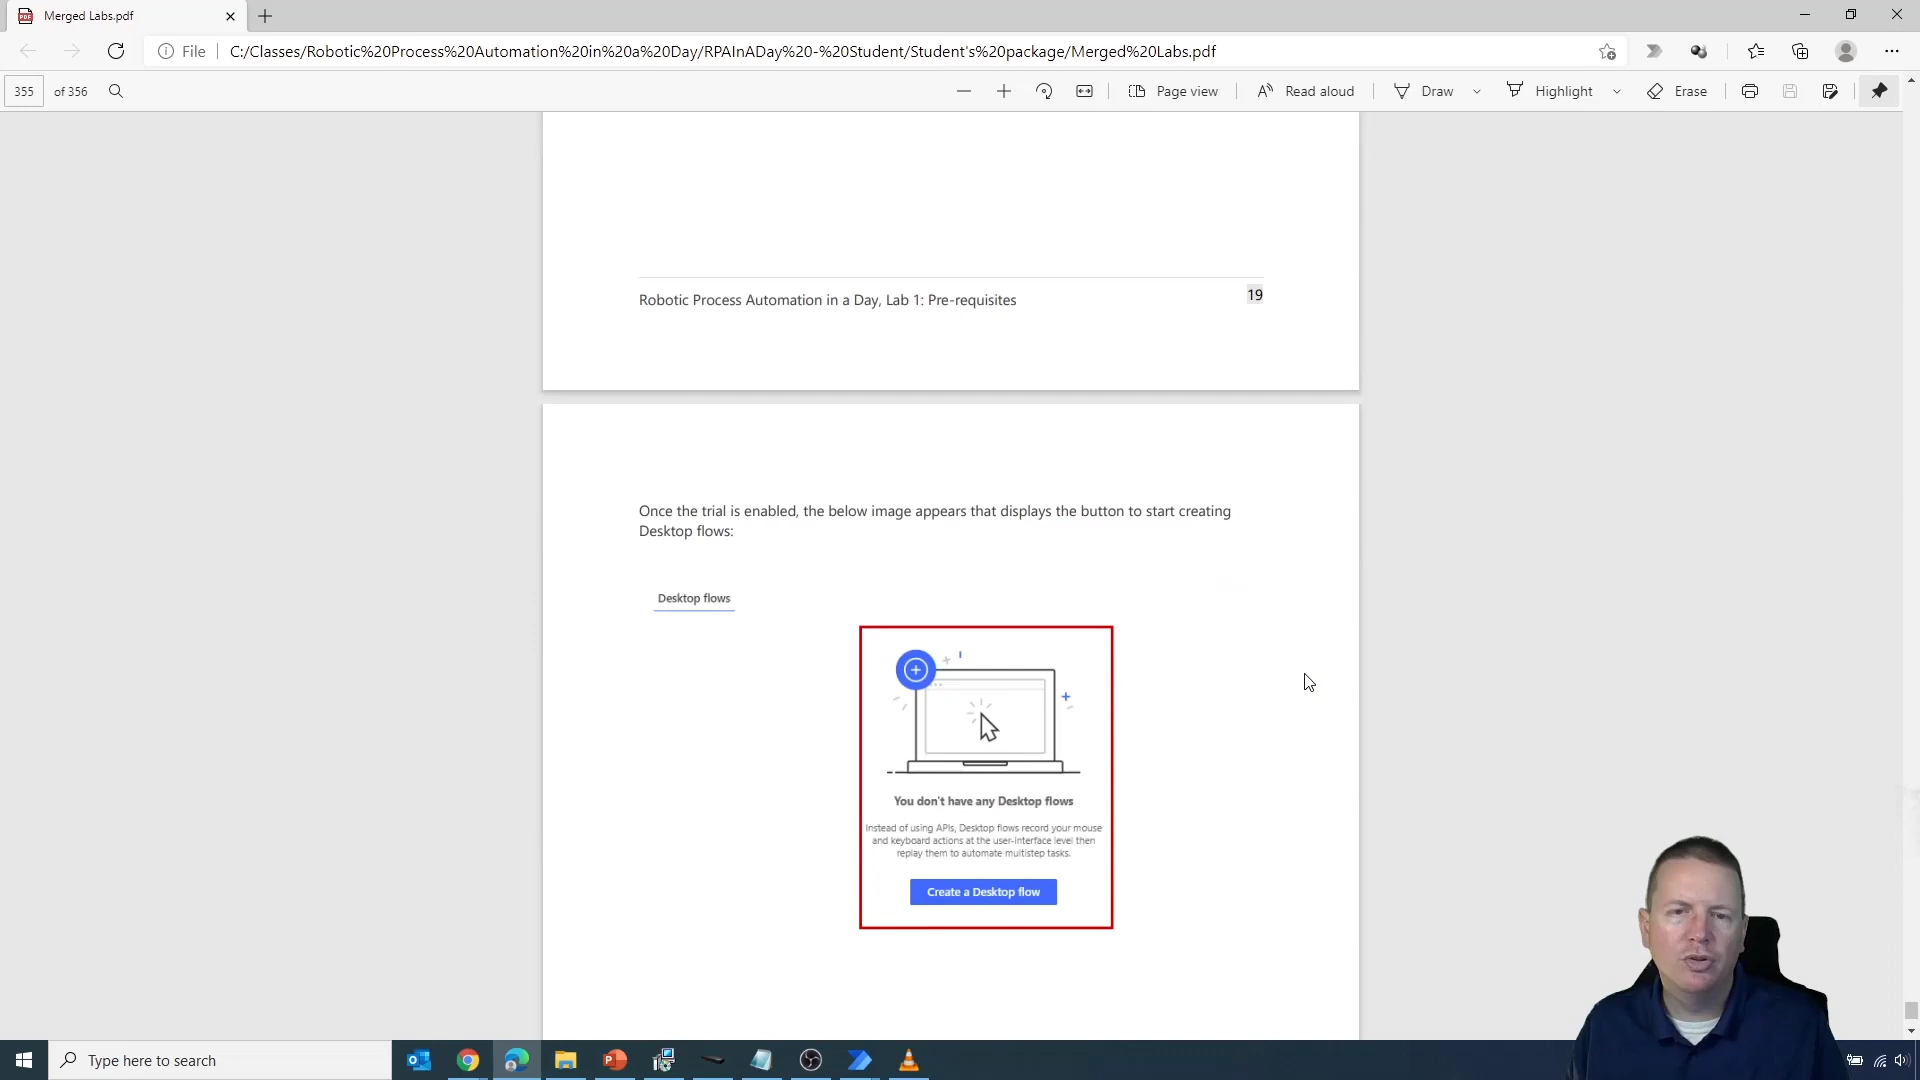 Merged Labs.pdf
File
C:/Classes/Robotic%20Process%20Automation%20in%20a%20Day/RPAInADay%20-%20Student/Student's%20package/Merged%20Labs.pdf
355 of 356
Page view
Read aloud
Draw
Highlight
Erase
Robotic Process Automation in a Day, Lab 1: Pre-requisites 19
Once the trial is enabled, the below image appears that displays the button to start creating
Desktop flows:
Desktop flows
You don't have any Desktop flows
Instead of using APIs, Desktop flows record your mouse
and keyboard actions at the user-interface level then
replay them to automate multistep tasks.
Create a Desktop flow
Type here to search